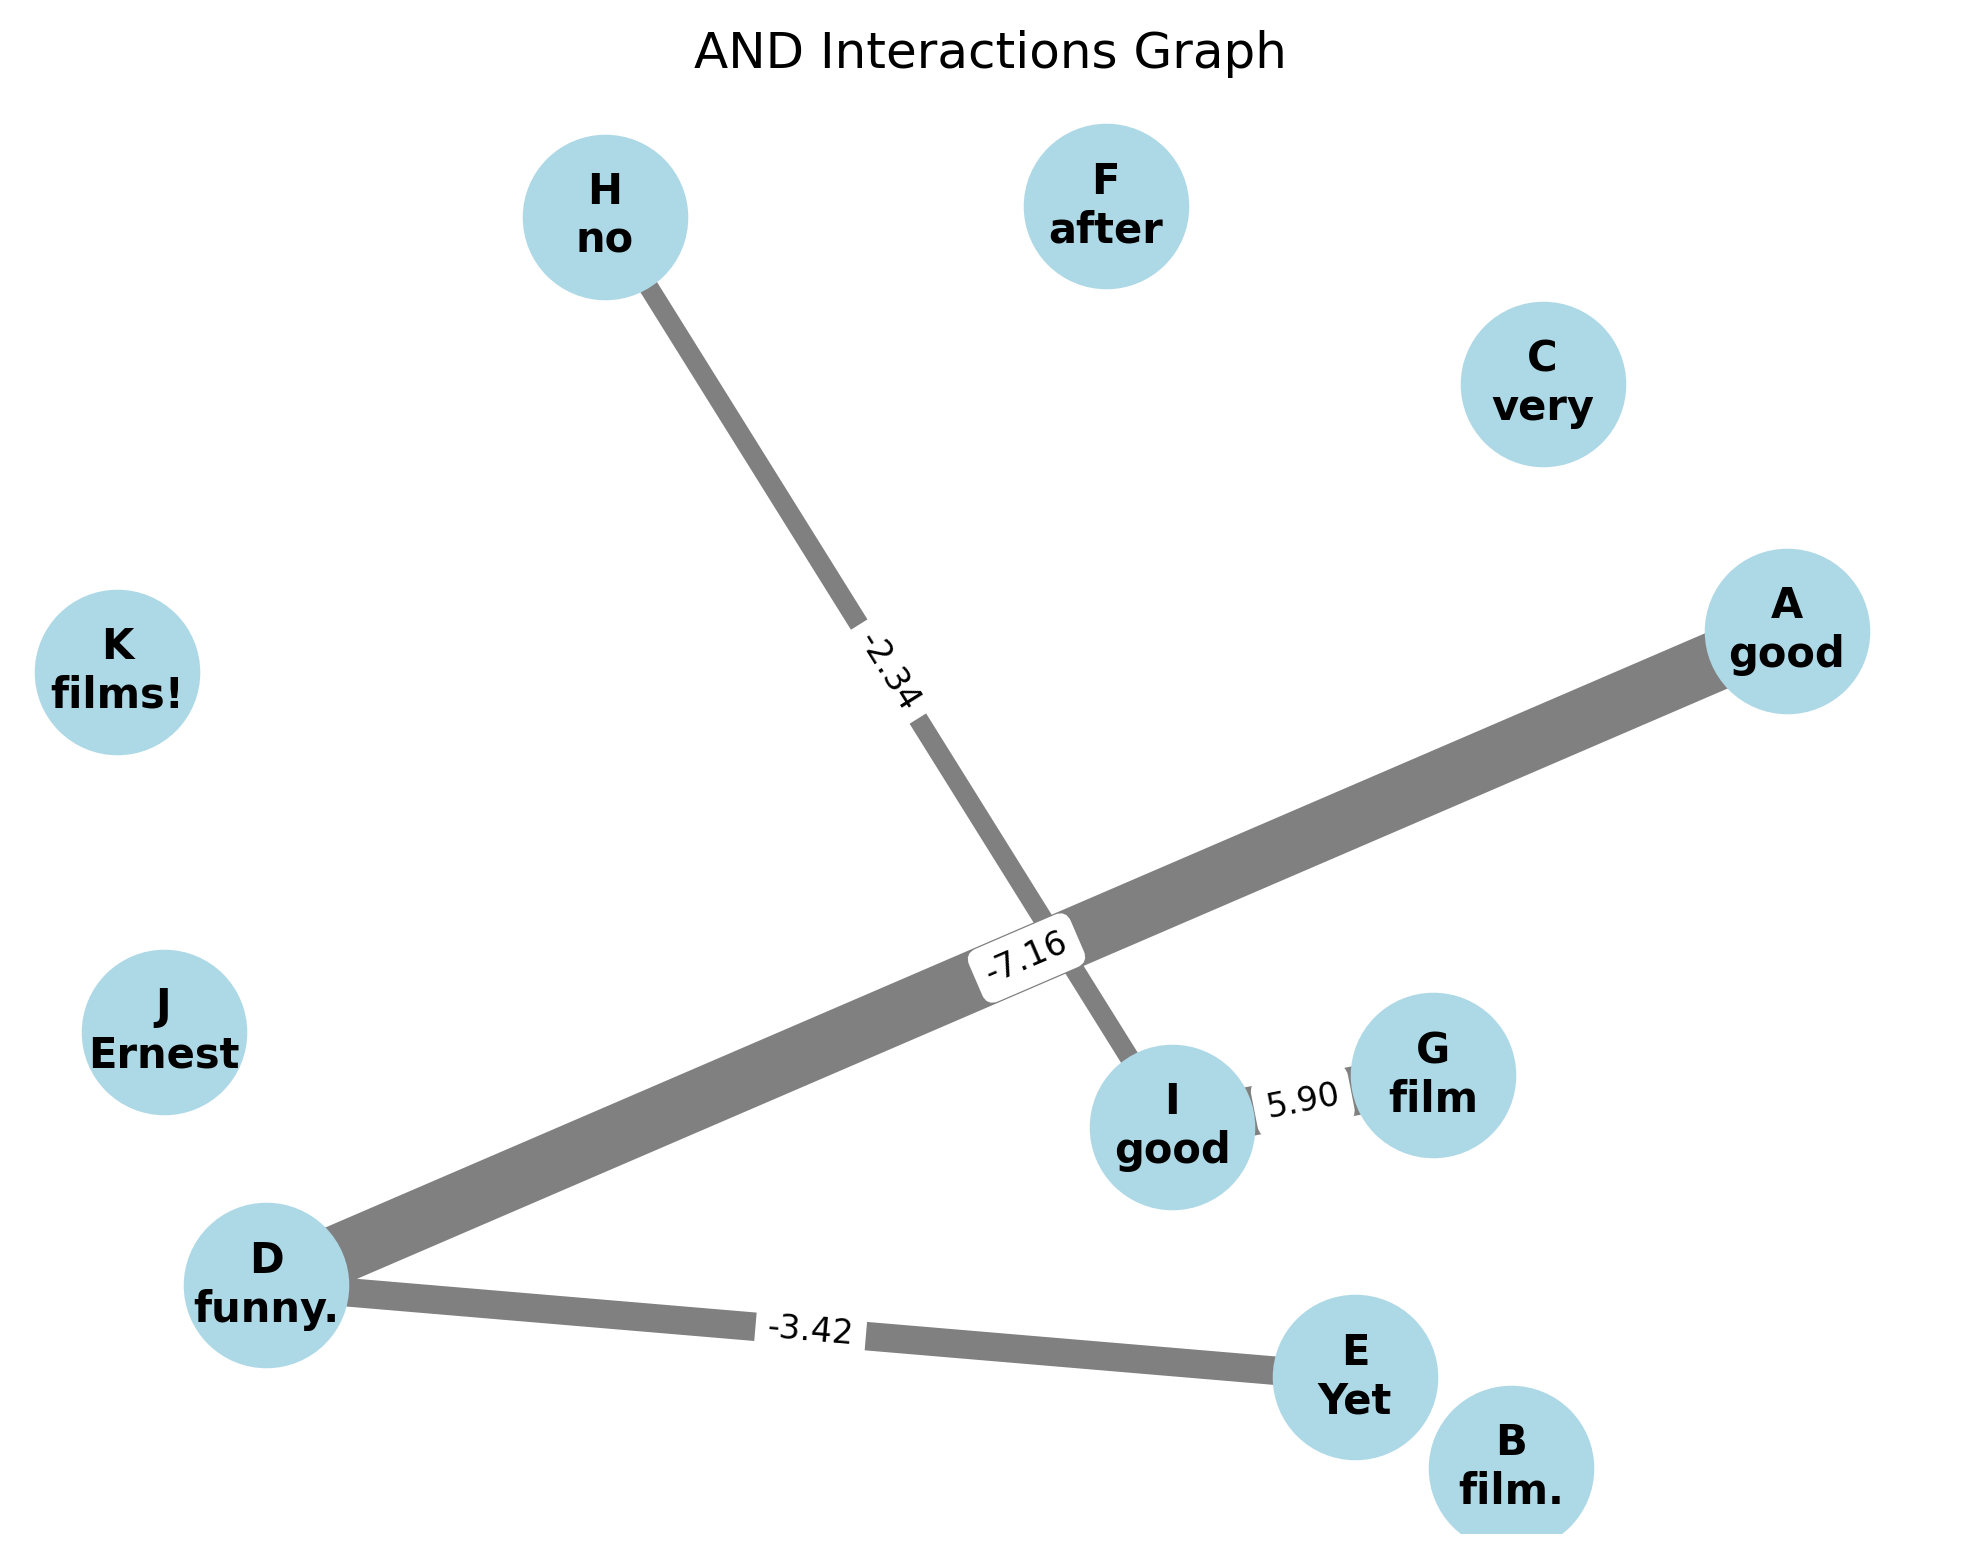 AND Interactions Graph
H
no
F
after
C
very
A
good
K
films!
-2.34
-7.16
J
Ernest
I
good
5.90
G
film
D
funny.
-3.42
E
Yet
B
film.